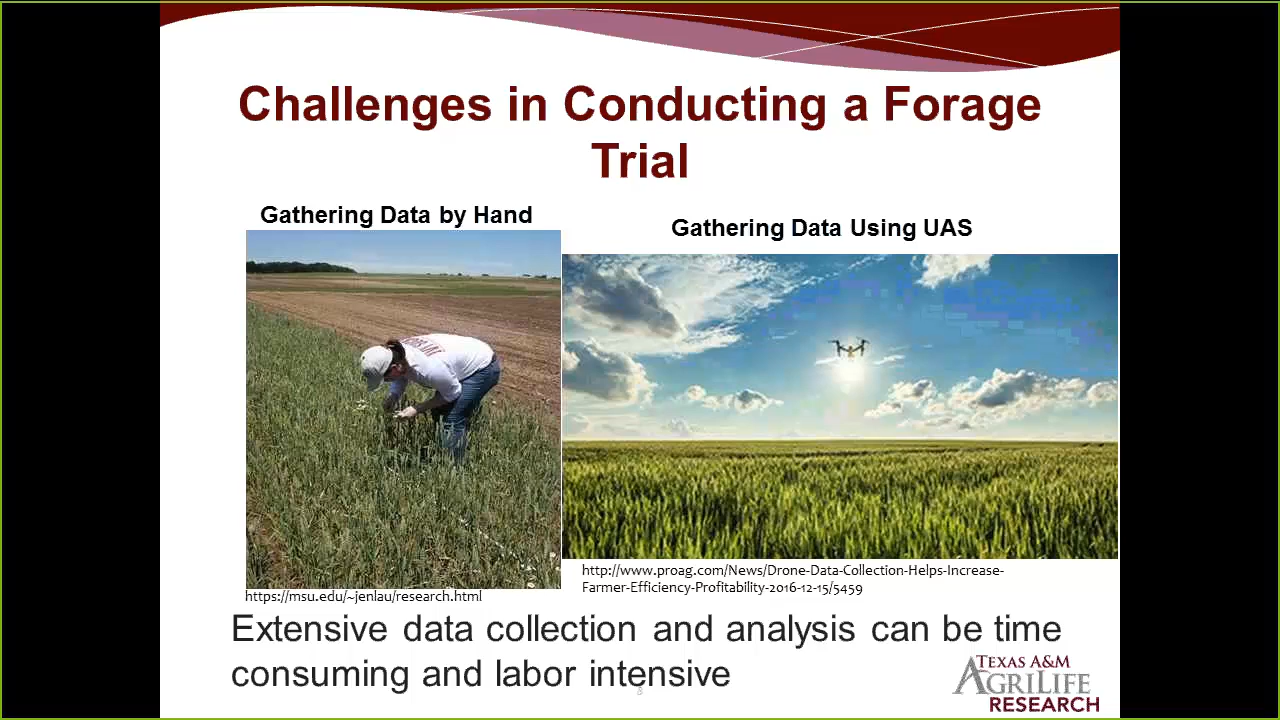 Challenges in Conducting a Forage
Trial
Gathering Data by Hand
Gathering Data Using UAS
https://msu.edu/~jenlau/research.html
http://www.proag.com/News/Drone-Data-Collection-Helps-Increase-
Farmer-Efficiency-Profitability-2016-12-15/5459
Extensive data collection and analysis can be time
consuming and labor intensive
8
TEXAS A&M
AGRILIFE
RESEARCH